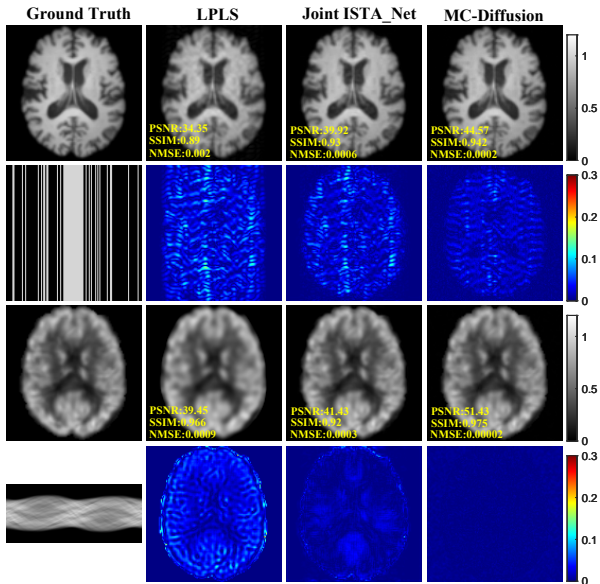 Ground Truth LPLS Joint ISTA_Net MC-Diffusion
1
0.5
0
PSNR:34.35
SSIM:0.89
NMSE:0.002
PSNR:39.92
SSIM:0.93
NMSE:0.0006
PSNR:44.57
SSIM:0.942
NMSE:0.0002
0.3
0.2
0.1
0
1
0.5
0
PSNR:39.45
SSIM:0.966
NMSE:0.0009
PSNR:41.43
SSIM:0.92
NMSE:0.0003
PSNR:51.43
SSIM:0.975
NMSE:0.00002
0.3
0.2
0.1
0